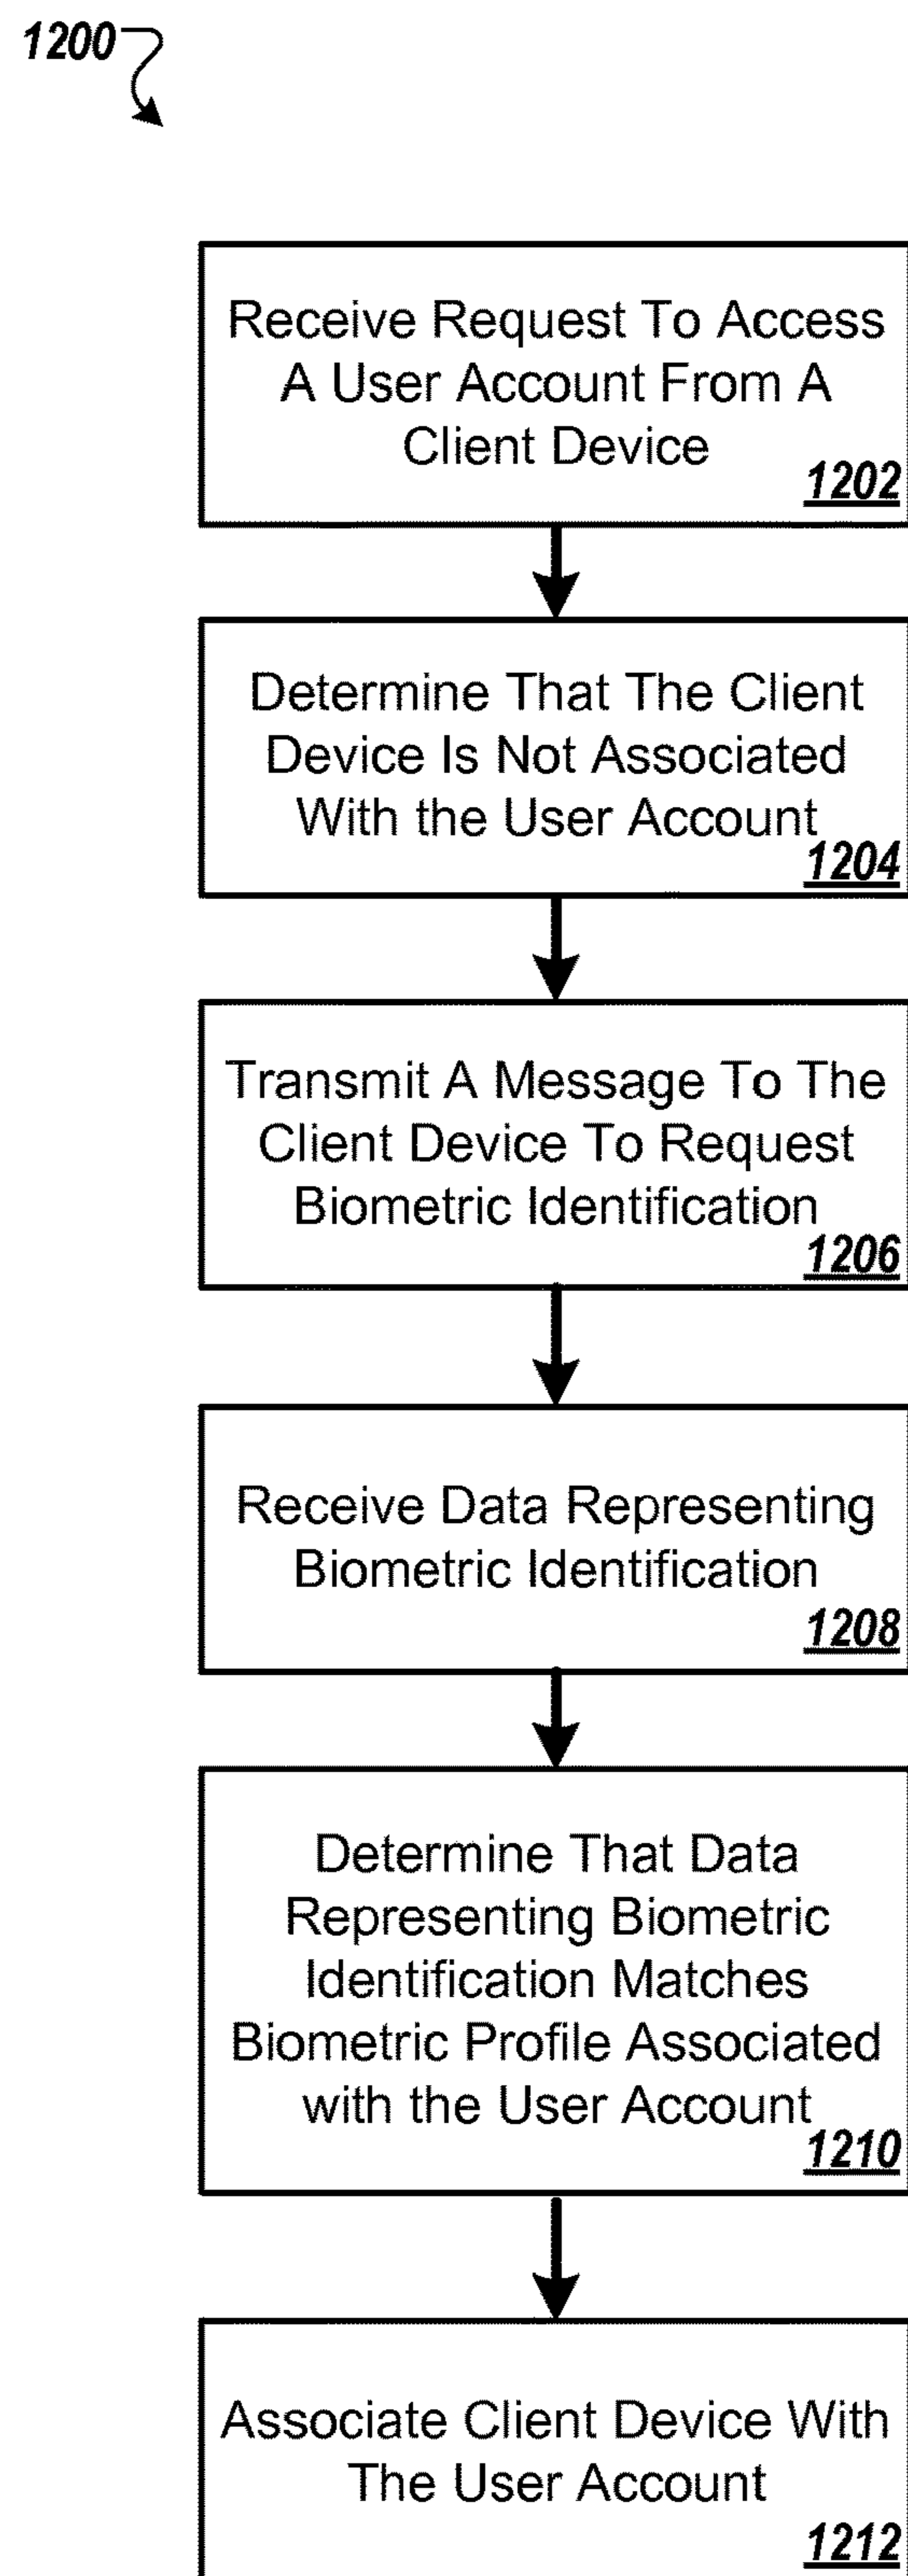 1200
Receive Request To Access
A User Account From A
Client Device
1202
Determine That The Client
Device Is Not Associated
With the User Account
1204
Transmit A Message To The
Client Device To Request
Biometric Identification
1206
Receive Data Representing
Biometric Identification
1208
Determine That Data
Representing Biometric
Identification Matches
Biometric Profile Associated
with the User Account
1210
Associate Client Device With
The User Account
1212